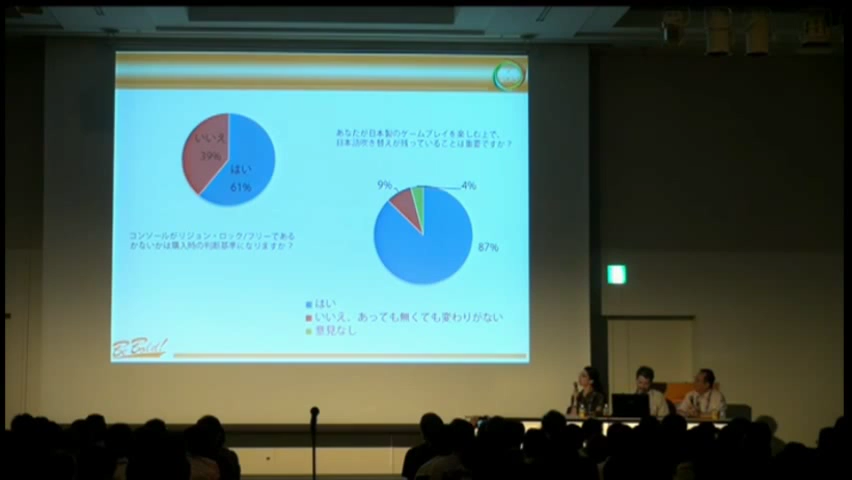 いいえ
39%
はい
61%
コンソールがリジョン・ロック/フリーである
かないかは購入時の判断基準になりますか？
あなたが日本製のゲームプレイを楽しむ上で、
日本語吹き替えが残っていることは重要ですか？
9%
4%
87%
はい
いいえ、あっても無くても変わりがない
意見なし
Be Bold!